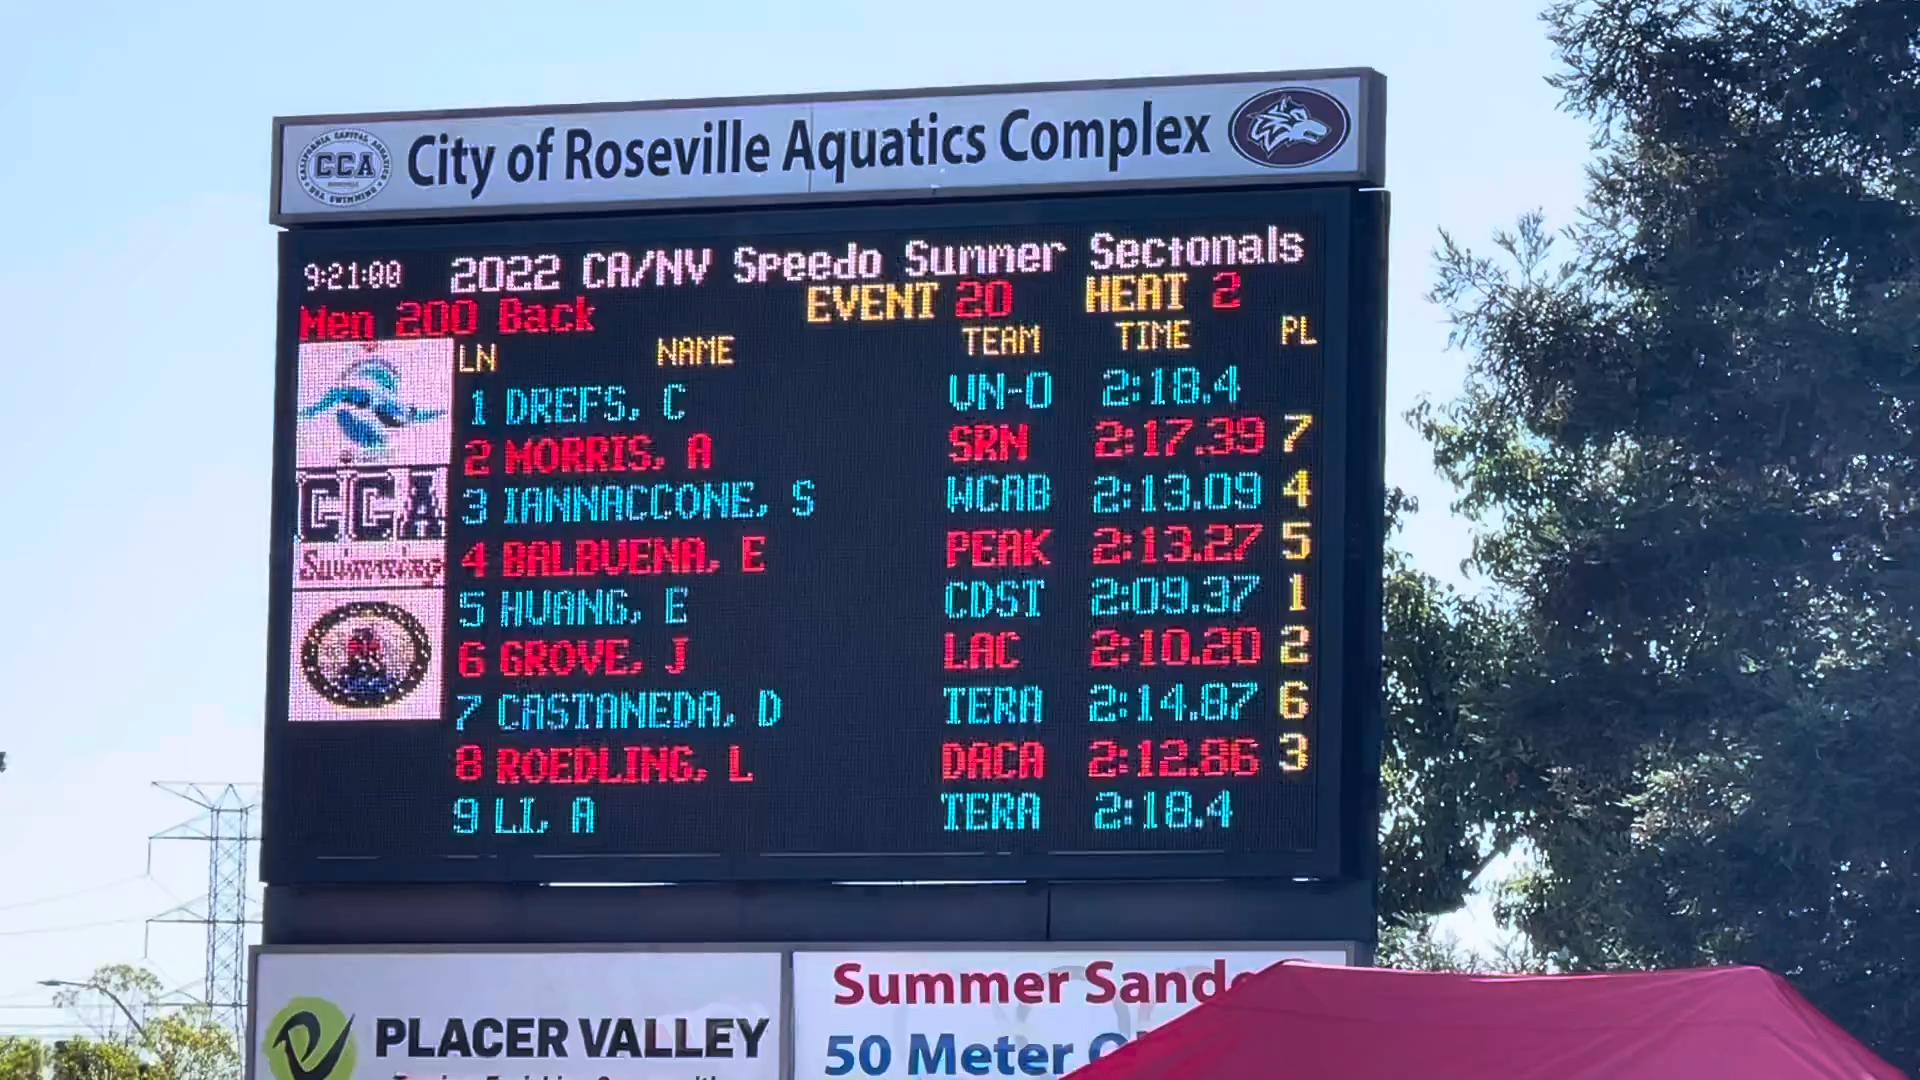 CCA City of Roseville Aquatics Complex
9:21:00 2022 CA/NV Speedo Summer Sectonals
Men 200 Back EVENT 20 HEAT 2
LN NAME TEAM TIME PL
1 DREFS, C UN-O 2:18.4
2 MORRIS, A SRN 2:17.39 7
3 IANNACCONE, S WCAB 2:13.09 4
4 BALBUENA, E PEAK 2:13.27 5
5 HUANG, E CDST 2:09.37 1
6 GROVE, J LAC 2:10.20 2
7 CASTANEDA, D TERA 2:14.87 6
8 ROEDLING, L DACA 2:12.86 3
9 LI, A TERA 2:18.4
CCA
Swimming
PLACER VALLEY
Summer Sand
50 Meter